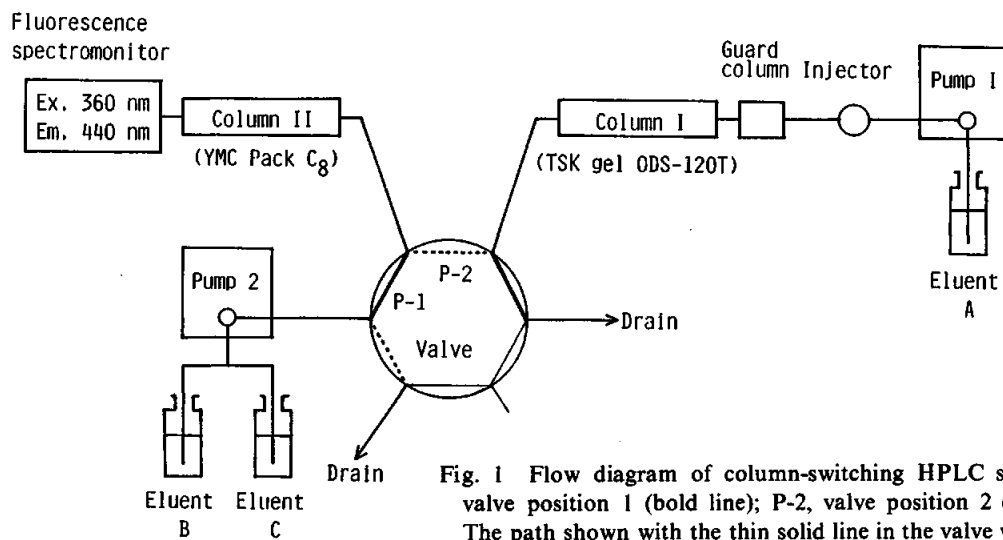 Fluorescence
spectromonitor
Ex. 360 nm
Em. 440 nm
Column II
(YMC Pack C8)
Column I
(TSK gel ODS-120T)
Guard
column Injector
Pump 1
Eluent
A
Pump 2
P-1
P-2
Valve
Drain
Drain
Eluent
B
Eluent
C
Fig. 1 Flow diagram of column-switching HPLC s
valve position 1 (bold line); P-2, valve position 2
The path shown with the thin solid line in the valve